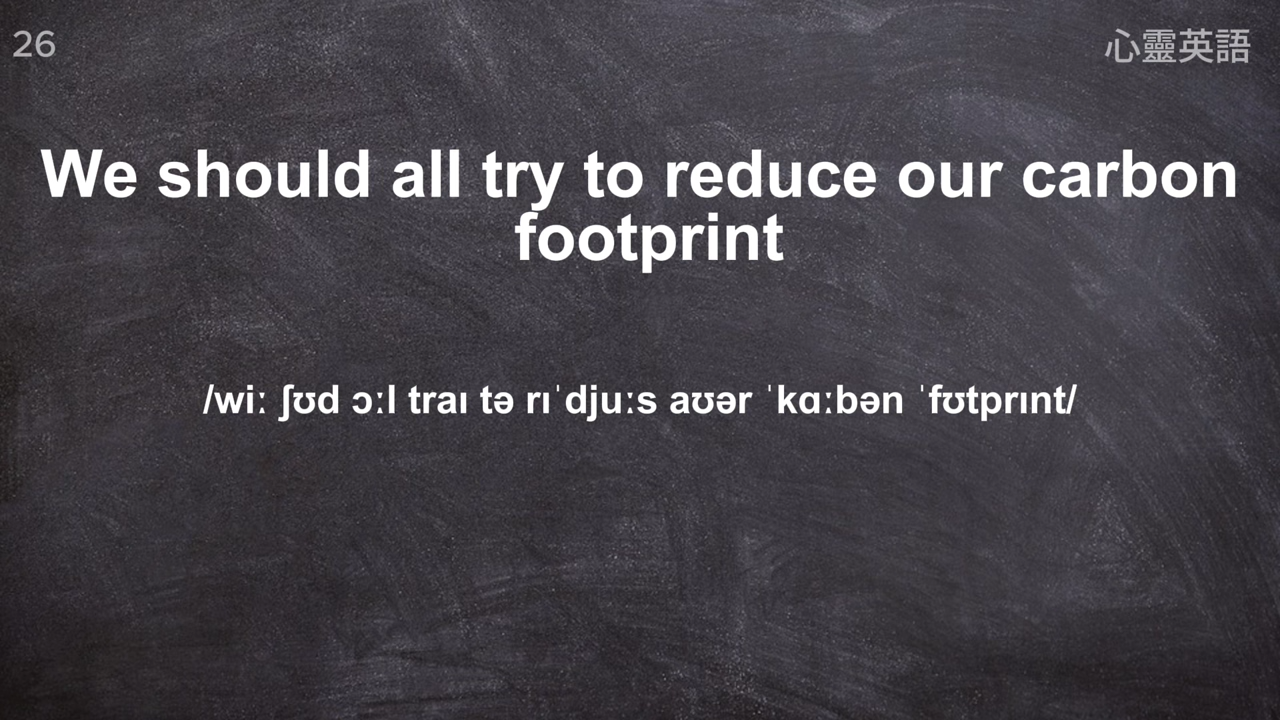 26
心靈英語
We should all try to reduce our carbon
footprint
/wiː ʃʊd ɔːl traɪ tə rɪˈdjuːs aʊər ˈkɑːbən ˈfʊtprɪnt/